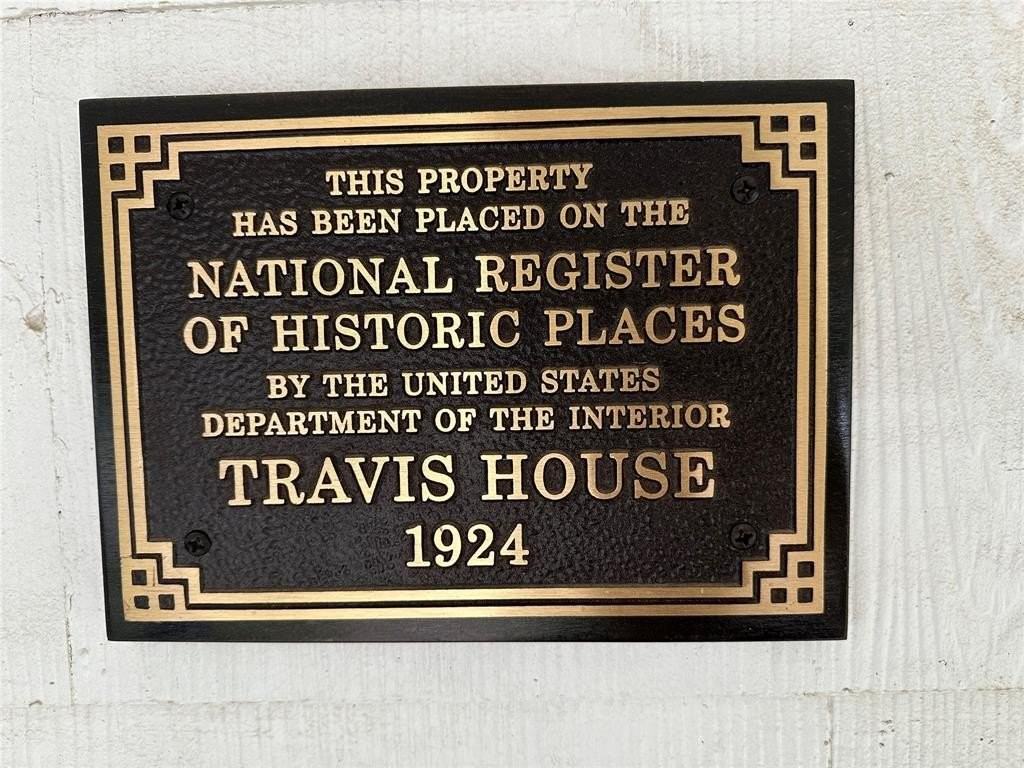 THIS PROPERTY
HAS BEEN PLACED ON THE
NATIONAL REGISTER
OF HISTORIC PLACES
BY THE UNITED STATES
DEPARTMENT OF THE INTERIOR
TRAVIS HOUSE
1924